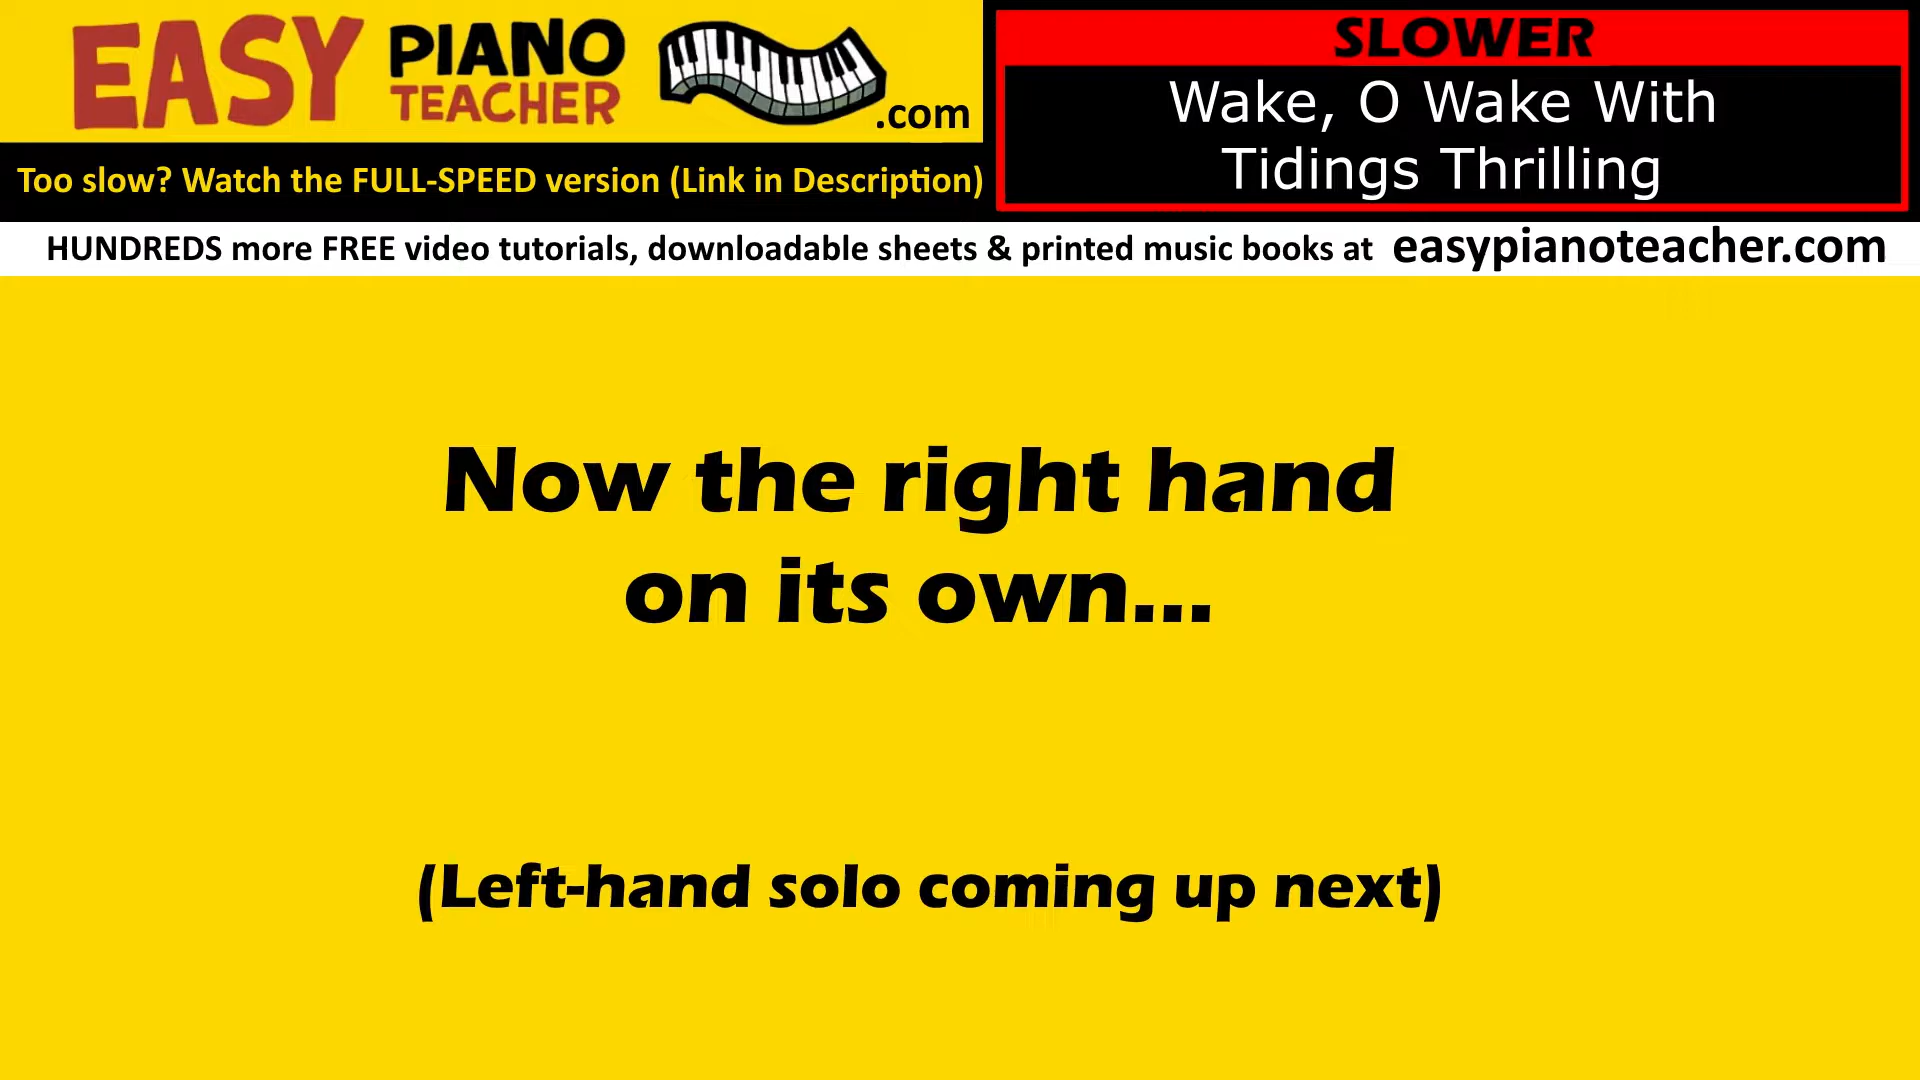 EASY PIANO TEACHER .com
Too slow? Watch the FULL-SPEED version (Link in Description)
SLOWER
Wake, O Wake With
Tidings Thrilling
HUNDREDS more FREE video tutorials, downloadable sheets & printed music books at easypianoteacher.com
Now the right hand
on its own...
(Left-hand solo coming up next)